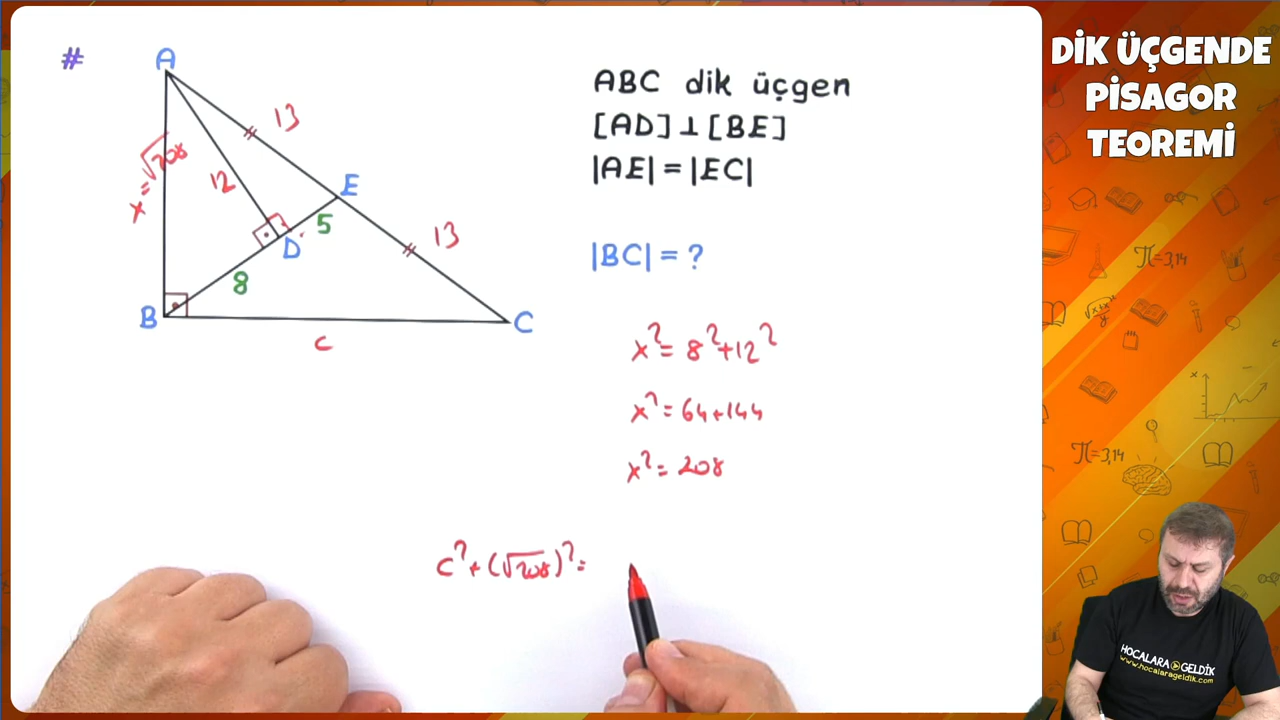 #
A
13
√208
=
x
12
E
5
D
13
8
B
C
c
ABC dik üçgen
[AD]⊥[BE]
|AE|=|EC|
|BC|= ?
x²= 8²+12²
x²= 64+144
x²= 208
c²+(√208)²=
DİK ÜÇGENDE
PİSAGOR
TEOREMİ
π=3,14
π=3,14
HOCALARA GELDİK
www.hocalarageldik.com